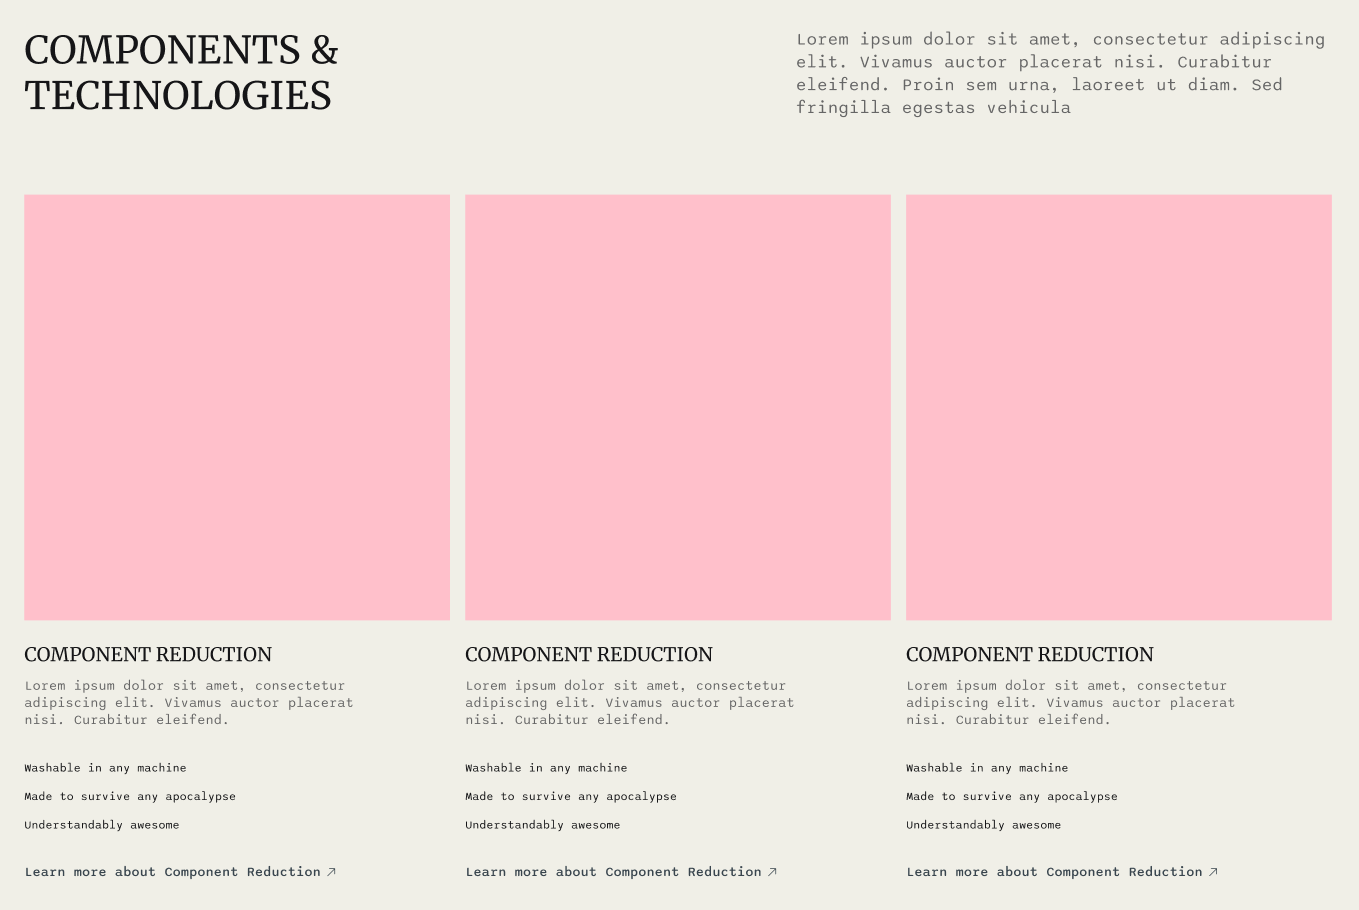 COMPONENTS &
TECHNOLOGIES
Lorem ipsum dolor sit amet, consectetur adipiscing
elit. Vivamus auctor placerat nisi. Curabitur
eleifend. Proin sem urna, laoreet ut diam. Sed
fringilla egestas vehicula
COMPONENT REDUCTION
Lorem ipsum dolor sit amet, consectetur
adipiscing elit. Vivamus auctor placerat
nisi. Curabitur eleifend.
Washable in any machine
Made to survive any apocalypse
Understandably awesome
Learn more about Component Reduction ↗
COMPONENT REDUCTION
Lorem ipsum dolor sit amet, consectetur
adipiscing elit. Vivamus auctor placerat
nisi. Curabitur eleifend.
Washable in any machine
Made to survive any apocalypse
Understandably awesome
Learn more about Component Reduction ↗
COMPONENT REDUCTION
Lorem ipsum dolor sit amet, consectetur
adipiscing elit. Vivamus auctor placerat
nisi. Curabitur eleifend.
Washable in any machine
Made to survive any apocalypse
Understandably awesome
Learn more about Component Reduction ↗